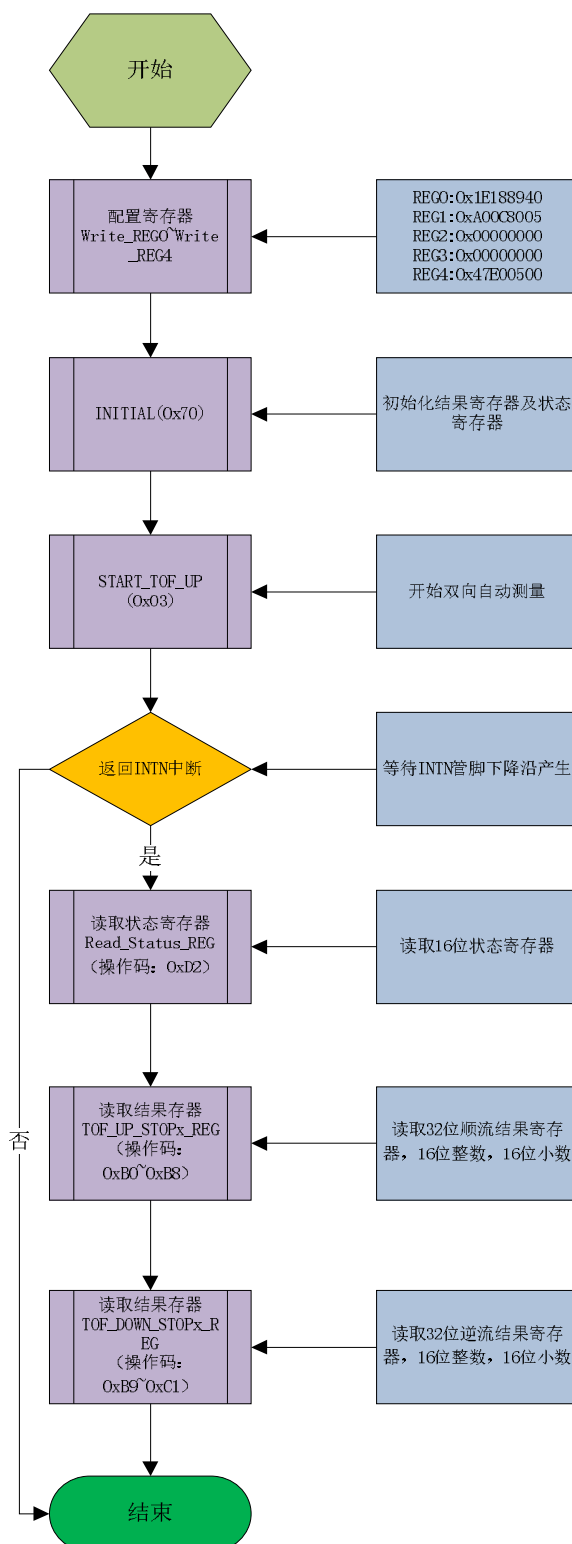 开始
配置寄存器
Write_REG0~Write
_REG4
REG0:0x1E188940
REG1:0xA00C8005
REG2:0x00000000
REG3:0x00000000
REG4:0x47E00500
INITIAL(0x70)
初始化结果寄存器及状态
寄存器
START_TOF_UP
(0x03)
开始双向自动测量
返回INTN中断
等待INTN管脚下降沿产生
是
读取状态寄存器
Read_Status_REG
（操作码：0xD2）
读取16位状态寄存器
否
读取结果存器
TOF_UP_STOPx_REG
（操作码：
0xB0~0xB8）
读取32位顺流结果寄存
器，16位整数，16位小数
读取结果存器
TOF_DOWN_STOPx_R
EG
（操作码：
0xB9~0xC1）
读取32位逆流结果寄存
器，16位整数，16位小数
结束